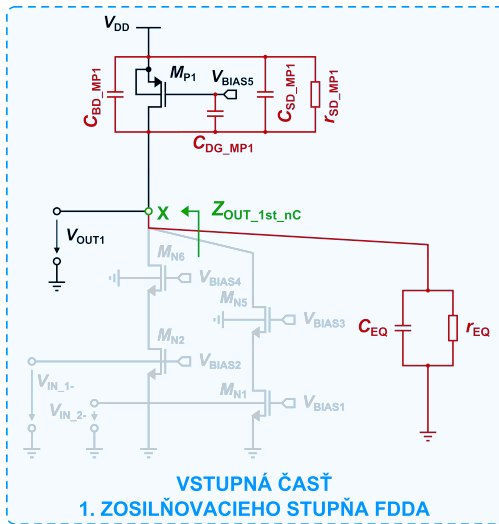 VDD
MP1
VBIAS5
CBD_MP1
CSD_MP1
rSD_MP1
CDG_MP1
X
ZOUT_1st_nC
VOUT1
MN6
VBIAS4
MN5
VBIAS3
CEQ
rEQ
MN2
VBIAS2
VIN_1-
MN1
VIN_2-
VBIAS1
VSTUPNÁ ČASŤ
1. ZOSILŇOVACIEHO STUPŇA FDDA